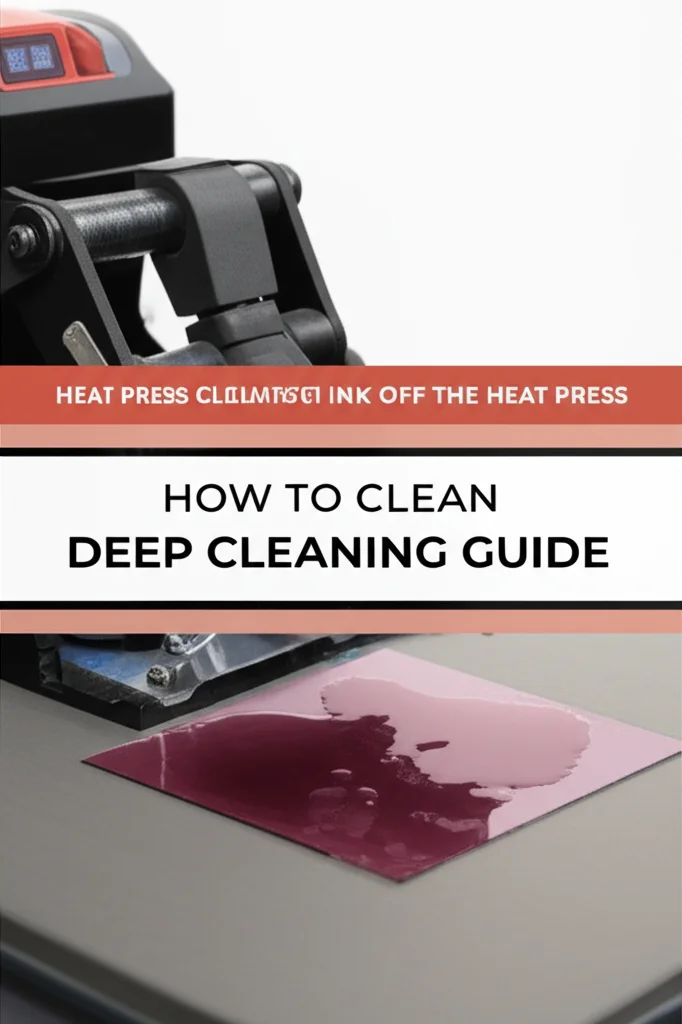 HEAT PRESS INK OFF THE HEAT PRESS
HOW TO CLEAN
DEEP CLEANING GUIDE